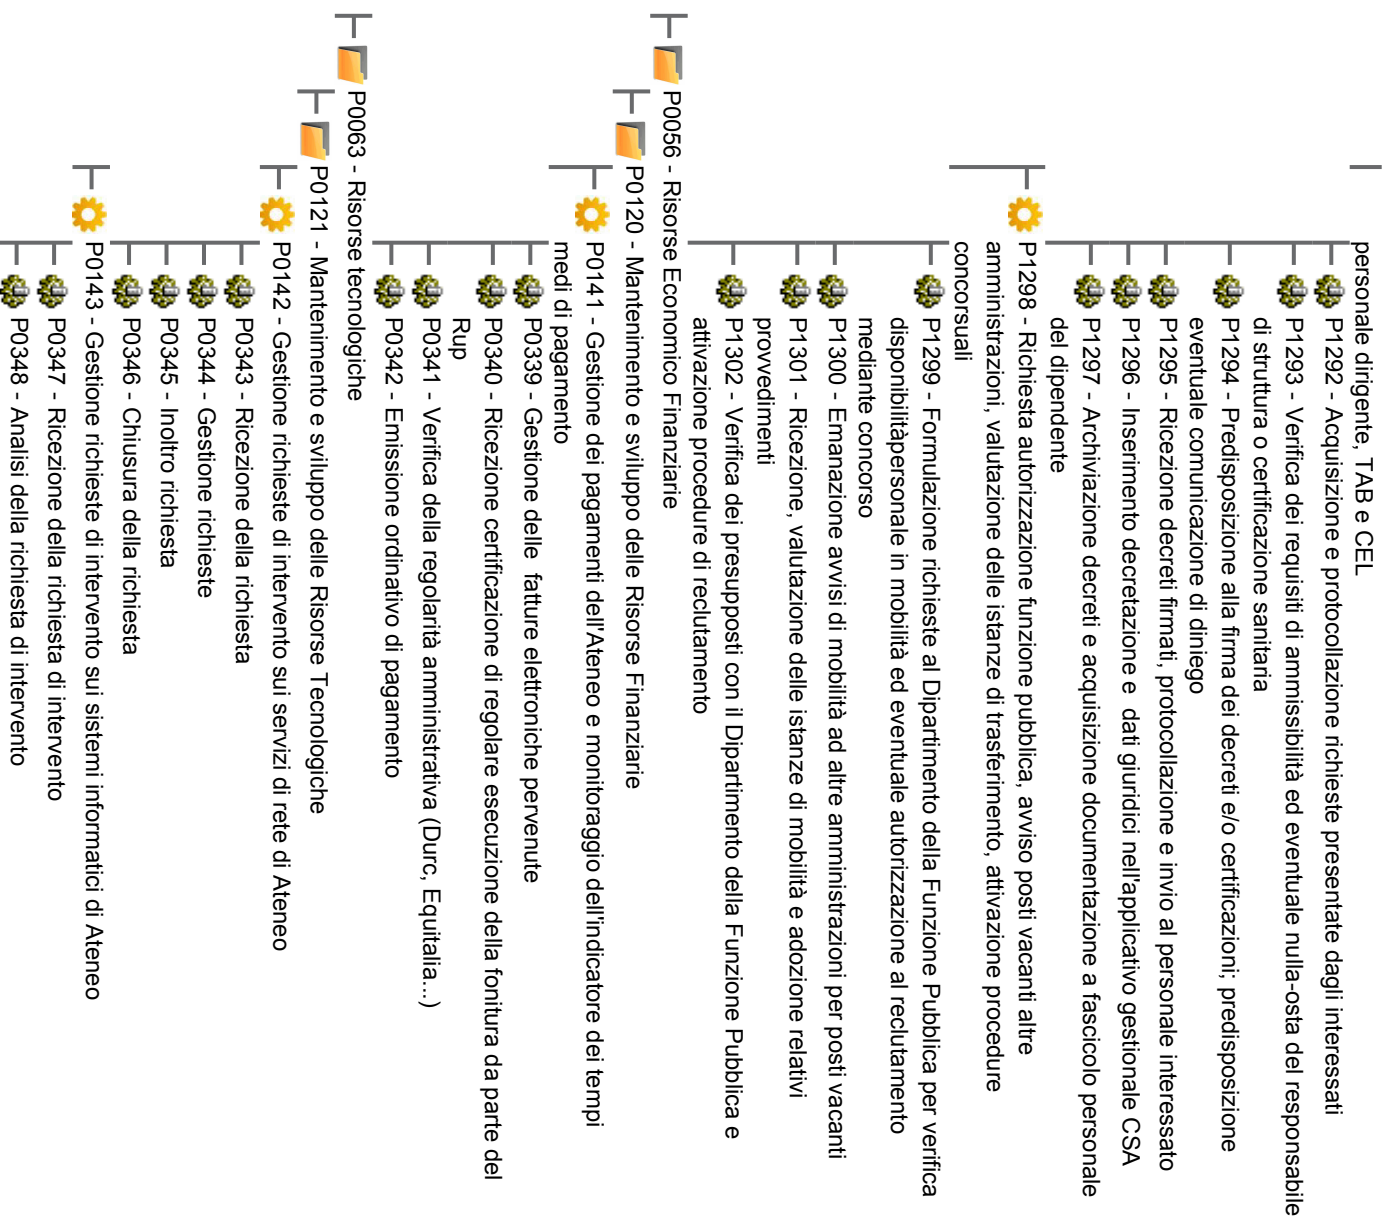 personale dirigente, TAB e CEL
P1292 - Acquisizione e protocollazione richieste presentate dagli interessati
P1293 - Verifica dei requisiti di ammissibilità ed eventuale nulla-osta del responsabile
di struttura o certificazione sanitaria
P1294 - Predisposizione alla firma dei decreti e/o certificazioni; predisposizione
eventuale comunicazione di diniego
P1295 - Ricezione decreti firmati, protocollazione e invio al personale interessato
P1296 - Inserimento decretazione e  dati giuridici nell'applicativo gestionale CSA
P1297 - Archiviazione decreti e acquisizione documentazione a fascicolo personale
del dipendente
P1298 - Richiesta autorizzazione funzione pubblica, avviso posti vacanti altre
amministrazioni, valutazione delle istanze di trasferimento, attivazione procedure
concorsuali
P1299 - Formulazione richieste al Dipartimento della Funzione Pubblica per verifica
disponibilitàpersonale in mobilità ed eventuale autorizzazione al reclutamento
mediante concorso
P1300 - Emanazione avvisi di mobilità ad altre amministrazioni per posti vacanti
P1301 - Ricezione, valutazione delle istanze di mobilità e adozione relativi
provvedimenti
P1302 - Verifica dei presupposti con il Dipartimento della Funzione Pubblica e
attivazione procedure di reclutamento
P0056 - Risorse Economico Finanziarie
P0120 - Mantenimento e sviluppo delle Risorse Finanziarie
P0141 - Gestione dei pagamenti dell'Ateneo e monitoraggio dell'indicatore dei tempi
medi di pagamento
P0339 - Gestione delle  fatture elettroniche pervenute
P0340 - Ricezione certificazione di regolare esecuzione della fonitura da parte del
Rup
P0341 - Verifica della regolarità amministrativa (Durc, Equitalia...)
P0342 - Emissione ordinativo di pagamento
P0063 - Risorse tecnologiche
P0121 - Mantenimento e sviluppo delle Risorse Tecnologiche
P0142 - Gestione richieste di intervento sui servizi di rete di Ateneo
P0343 - Ricezione della richiesta
P0344 - Gestione richieste
P0345 - Inoltro richiesta
P0346 - Chiusura della richiesta
P0143 - Gestione richieste di intervento sui sistemi informatici di Ateneo
P0347 - Ricezione della richiesta di intervento
P0348 - Analisi della richiesta di intervento